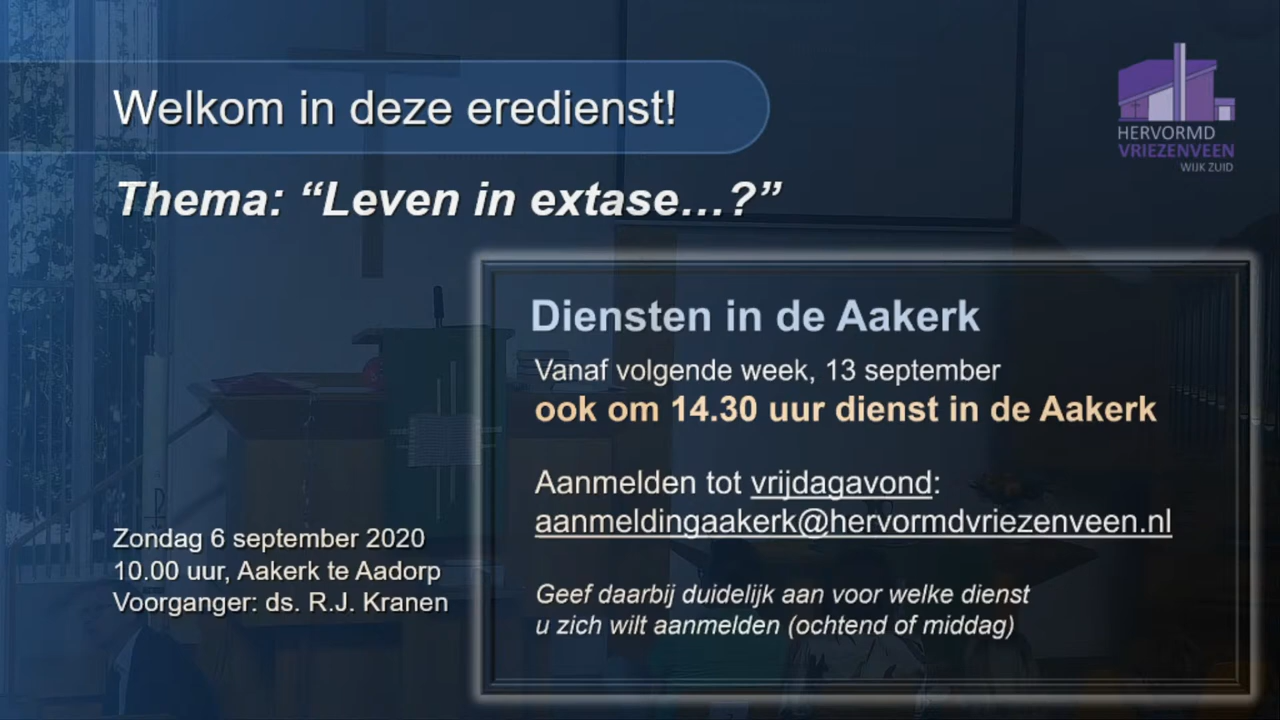 Welkom in deze eredienst!
HERVORMD
VRIEZENVEEN
WIJK ZUID
Thema: “Leven in extase…?”
Diensten in de Aakerk
Vanaf volgende week, 13 september
ook om 14.30 uur dienst in de Aakerk
Aanmelden tot vrijdagavond:
aanmeldingaakerk@hervormdvriezenveen.nl
Geef daarbij duidelijk aan voor welke dienst
u zich wilt aanmelden (ochtend of middag)
Zondag 6 september 2020
10.00 uur, Aakerk te Aadorp
Voorganger: ds. R.J. Kranen